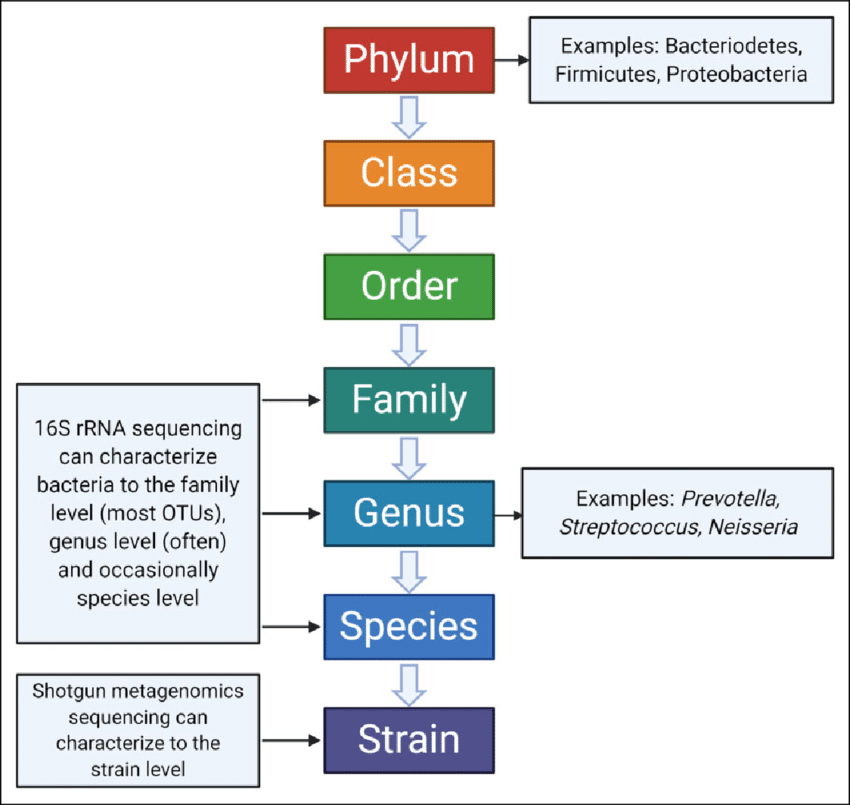 Phylum
Examples: Bacteriodetes,
Firmicutes, Proteobacteria
Class
Order
Family
16S rRNA sequencing
can characterize
bacteria to the family
level (most OTUs),
genus level (often)
and occasionally
species level
Genus
Examples: Prevotella,
Streptococcus, Neisseria
Species
Shotgun metagenomics
sequencing can
characterize to the
strain level
Strain